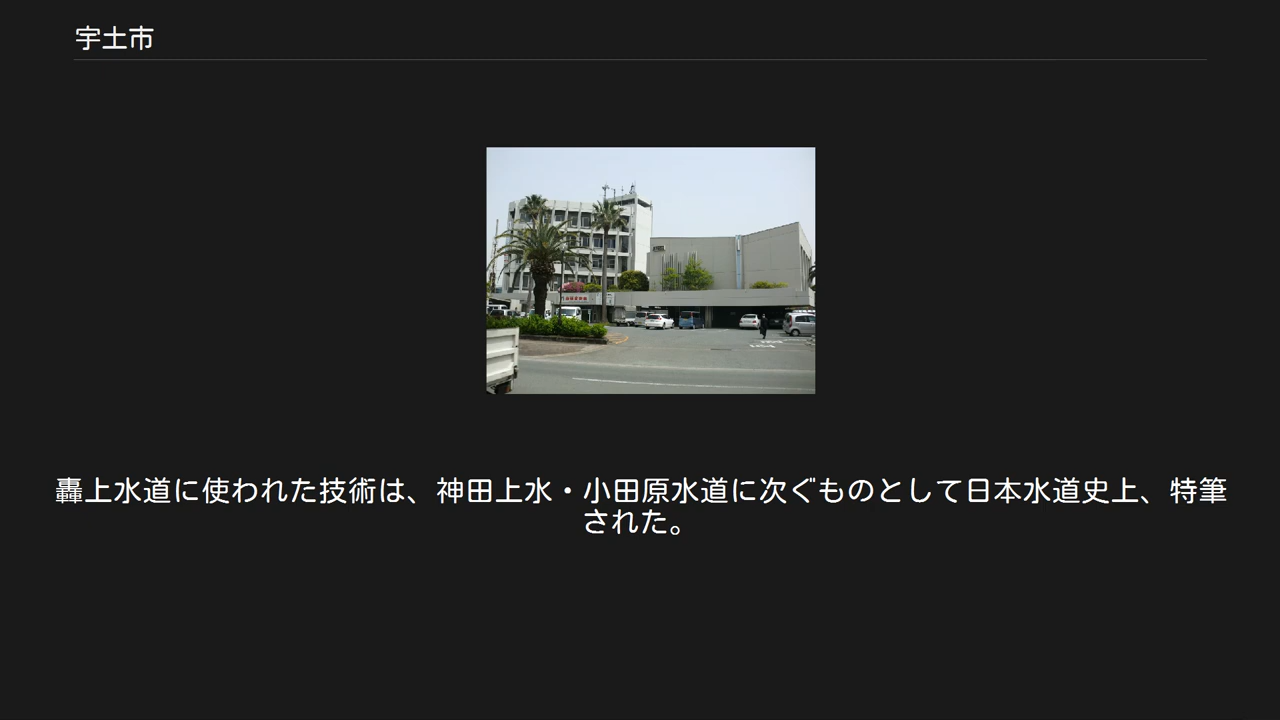 宇土市
轟上水道に使われた技術は、神田上水・小田原水道に次ぐものとして日本水道史上、特筆
された。